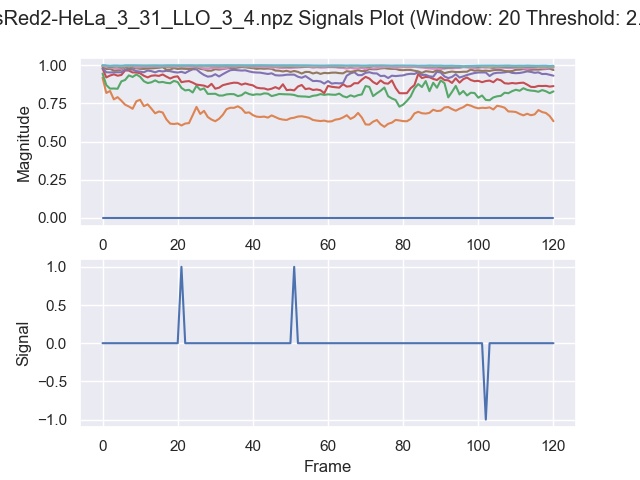 sRed2-HeLa_3_31_LLO_3_4.npz Signals Plot (Window: 20 Threshold: 2.
1.00
0.75
0.50
0.25
0.00
Magnitude
0 20 40 60 80 100 120
1.0
0.5
0.0
−0.5
−1.0
Signal
0 20 40 60 80 100 120
Frame